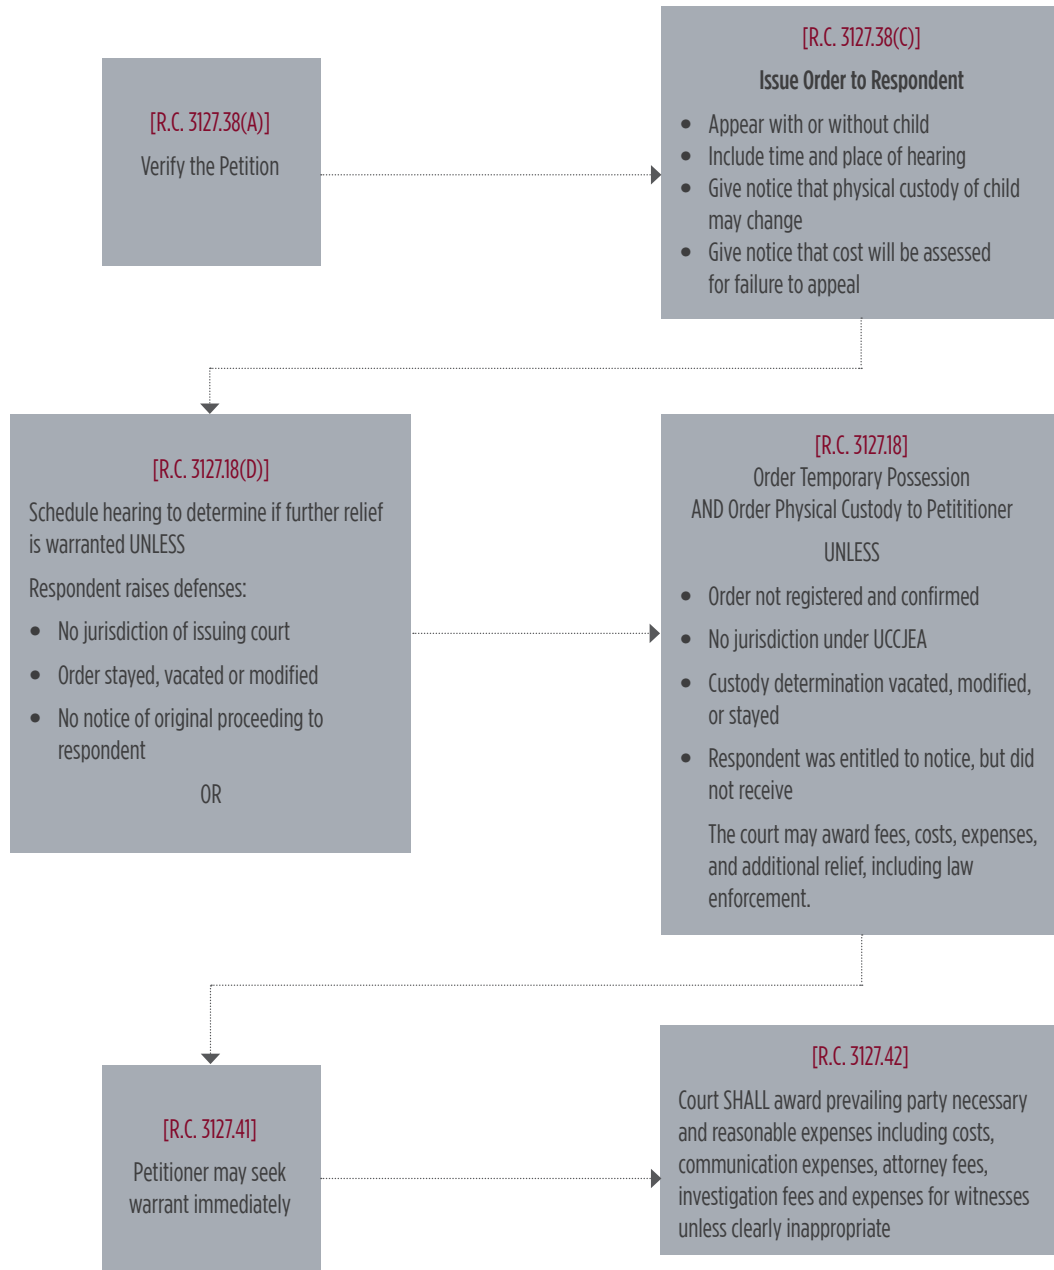 [R.C. 3127.38(A)]
Verify the Petition
[R.C. 3127.38(C)]
Issue Order to Respondent
• Appear with or without child
• Include time and place of hearing
• Give notice that physical custody of child
may change
• Give notice that cost will be assessed
for failure to appeal
[R.C. 3127.18(D)]
Schedule hearing to determine if further relief
is warranted UNLESS
Respondent raises defenses:
• No jurisdiction of issuing court
• Order stayed, vacated or modified
• No notice of original proceeding to
respondent
OR
[R.C. 3127.18]
Order Temporary Possession
AND Order Physical Custody to Petititioner
UNLESS
• Order not registered and confirmed
• No jurisdiction under UCCJEA
• Custody determination vacated, modified,
or stayed
• Respondent was entitled to notice, but did
not receive
The court may award fees, costs, expenses,
and additional relief, including law
enforcement.
[R.C. 3127.41]
Petitioner may seek
warrant immediately
[R.C. 3127.42]
Court SHALL award prevailing party necessary
and reasonable expenses including costs,
communication expenses, attorney fees,
investigation fees and expenses for witnesses
unless clearly inappropriate